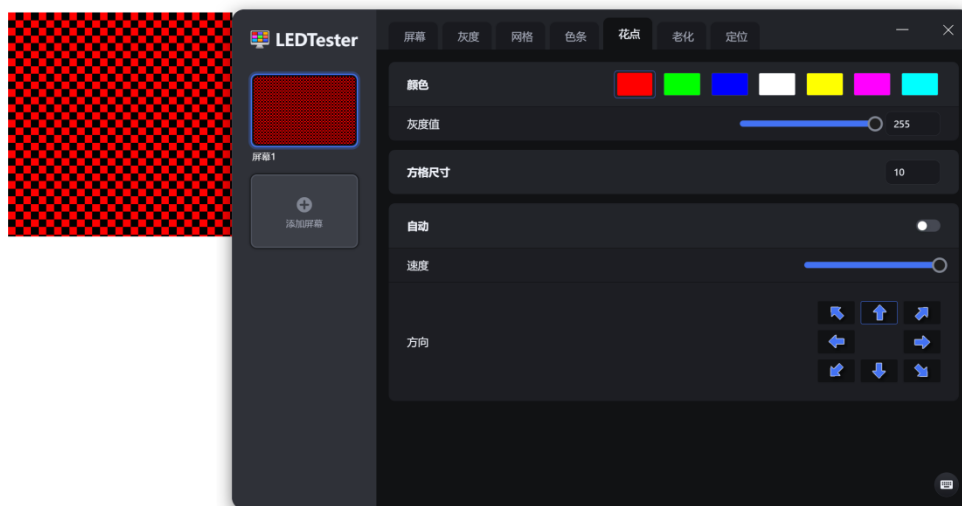 LEDTester
屏幕 灰度 网格 色条 花点 老化 定位
颜色
灰度值 255
屏幕1
方格尺寸 10
添加屏幕
自动
速度
方向